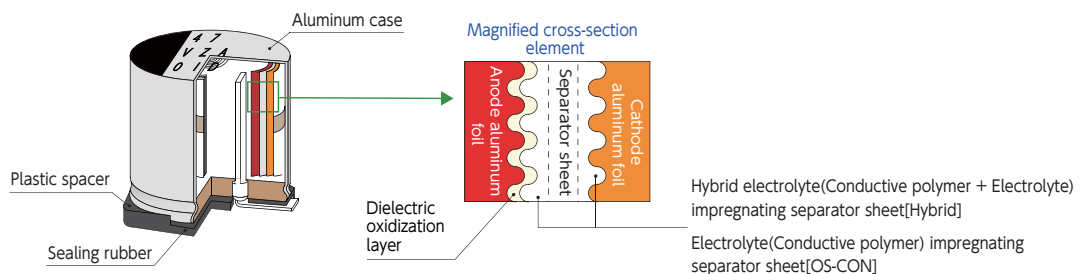 Aluminum case
4 7
V Z A
0 I D
Plastic spacer
Sealing rubber
Magnified cross-section
element
Anode aluminum
foil
Separator sheet
Cathode
aluminum foil
Dielectric
oxidization
layer
Hybrid electrolyte(Conductive polymer + Electrolyte)
impregnating separator sheet[Hybrid]
Electrolyte(Conductive polymer) impregnating
separator sheet[OS-CON]